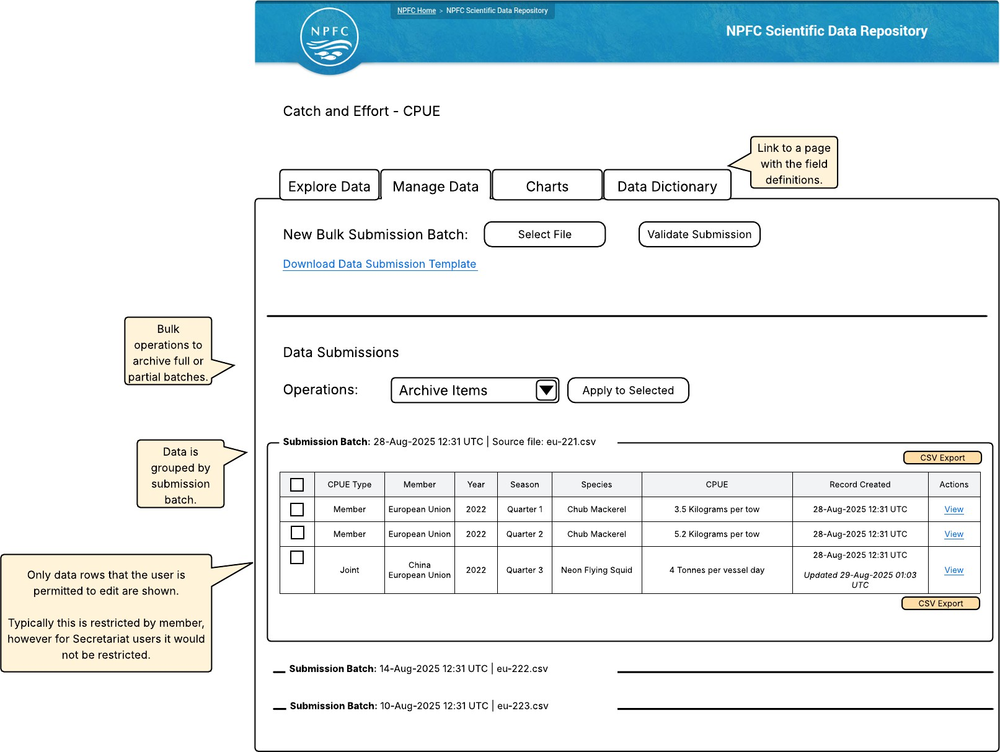 NPFC Home > NPFC Scientific Data Repository
NPFC
NPFC Scientific Data Repository
Catch and Effort - CPUE
Link to a page
with the field
definitions.
Explore Data
Manage Data
Charts
Data Dictionary
New Bulk Submission Batch:
Select File
Validate Submission
Download Data Submission Template
Bulk
operations to
archive full or
partial batches.
Data Submissions
Operations:
Archive Items
Apply to Selected
Data is
grouped by
submission
batch.
Submission Batch: 28-Aug-2025 12:31 UTC | Source file: eu-221.csv
CSV Export
CPUE Type Member Year Season Species CPUE Record Created Actions
Member European Union 2022 Quarter 1 Chub Mackerel 3.5 Kilograms per tow 28-Aug-2025 12:31 UTC View
Member European Union 2022 Quarter 2 Chub Mackerel 5.2 Kilograms per tow 28-Aug-2025 12:31 UTC View
Joint
China
European Union
2022
Quarter 3
Neon Flying Squid
4 Tonnes per vessel day
28-Aug-2025 12:31 UTC
Updated 29-Aug-2025 01:03
UTC
View
CSV Export
Only data rows that the user is
permitted to edit are shown.
Typically this is restricted by member,
however for Secretariat users it would
not be restricted.
Submission Batch: 14-Aug-2025 12:31 UTC | eu-222.csv
Submission Batch: 10-Aug-2025 12:31 UTC | eu-223.csv